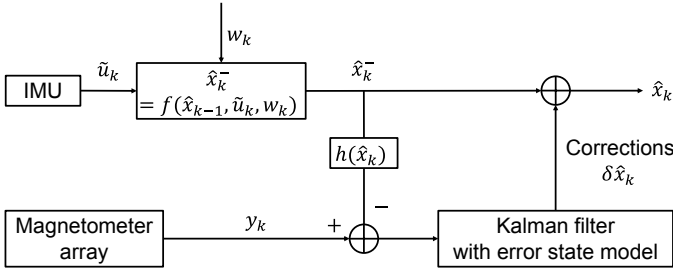 w_k
ũ_k
x̂_k^-
IMU
x̂_k^-
= f(x̂_{k-1}, ũ_k, w_k)
x̂_k
h(x̂_k)
Corrections
δx̂_k
Magnetometer
array
y_k
+
−
Kalman filter
with error state model